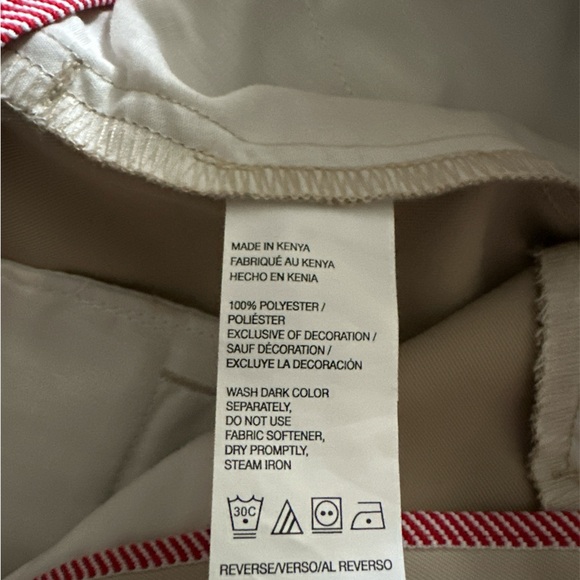 MADE IN KENYA
FABRIQUÉ AU KENYA
HECHO EN KENIA
100% POLYESTER /
POLIÉSTER
EXCLUSIVE OF DECORATION /
SAUF DÉCORATION /
EXCLUYE LA DECORACIÓN
WASH DARK COLOR
SEPARATELY,
DO NOT USE
FABRIC SOFTENER,
DRY PROMPTLY,
STEAM IRON
30C
REVERSE/VERSO/AL REVERSO